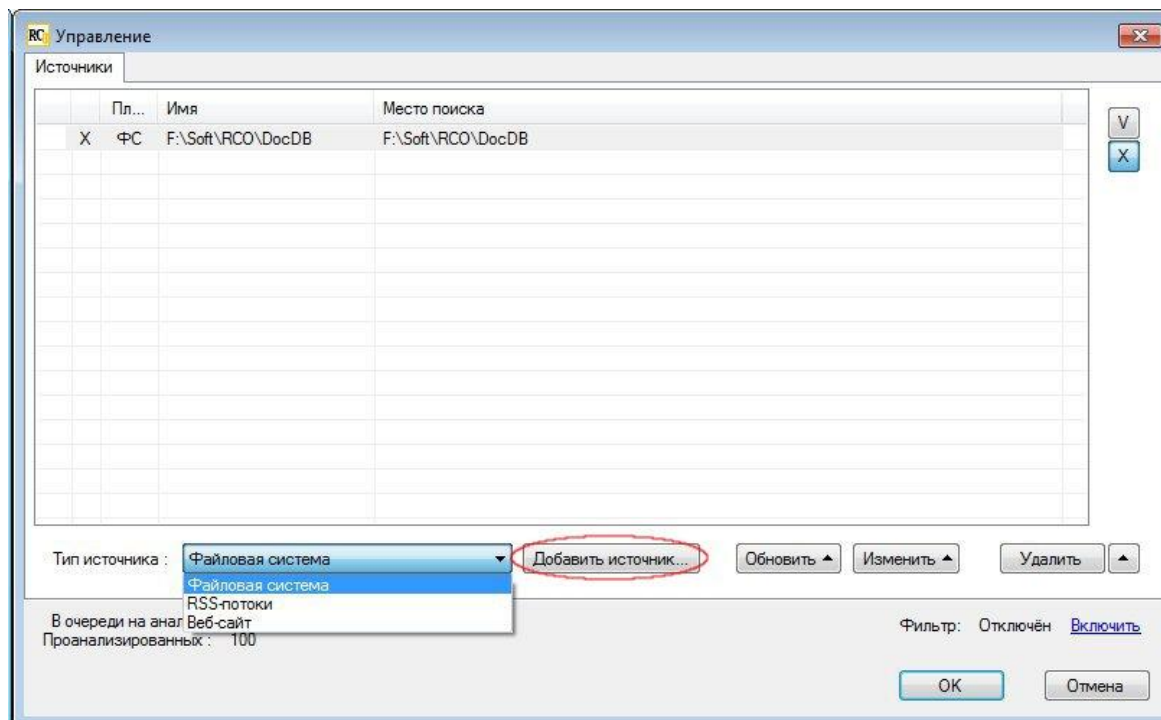 RC Управление
Источники
Пл... Имя Место поиска
X ФС F:\Soft\RCO\DocDB F:\Soft\RCO\DocDB
V
X
Тип источника : Файловая система Добавить источник... Обновить Изменить Удалить
Файловая система
RSS-потоки
Веб-сайт
В очереди на анал
Проанализированных : 100
Фильтр: Отключён Включить
OK Отмена